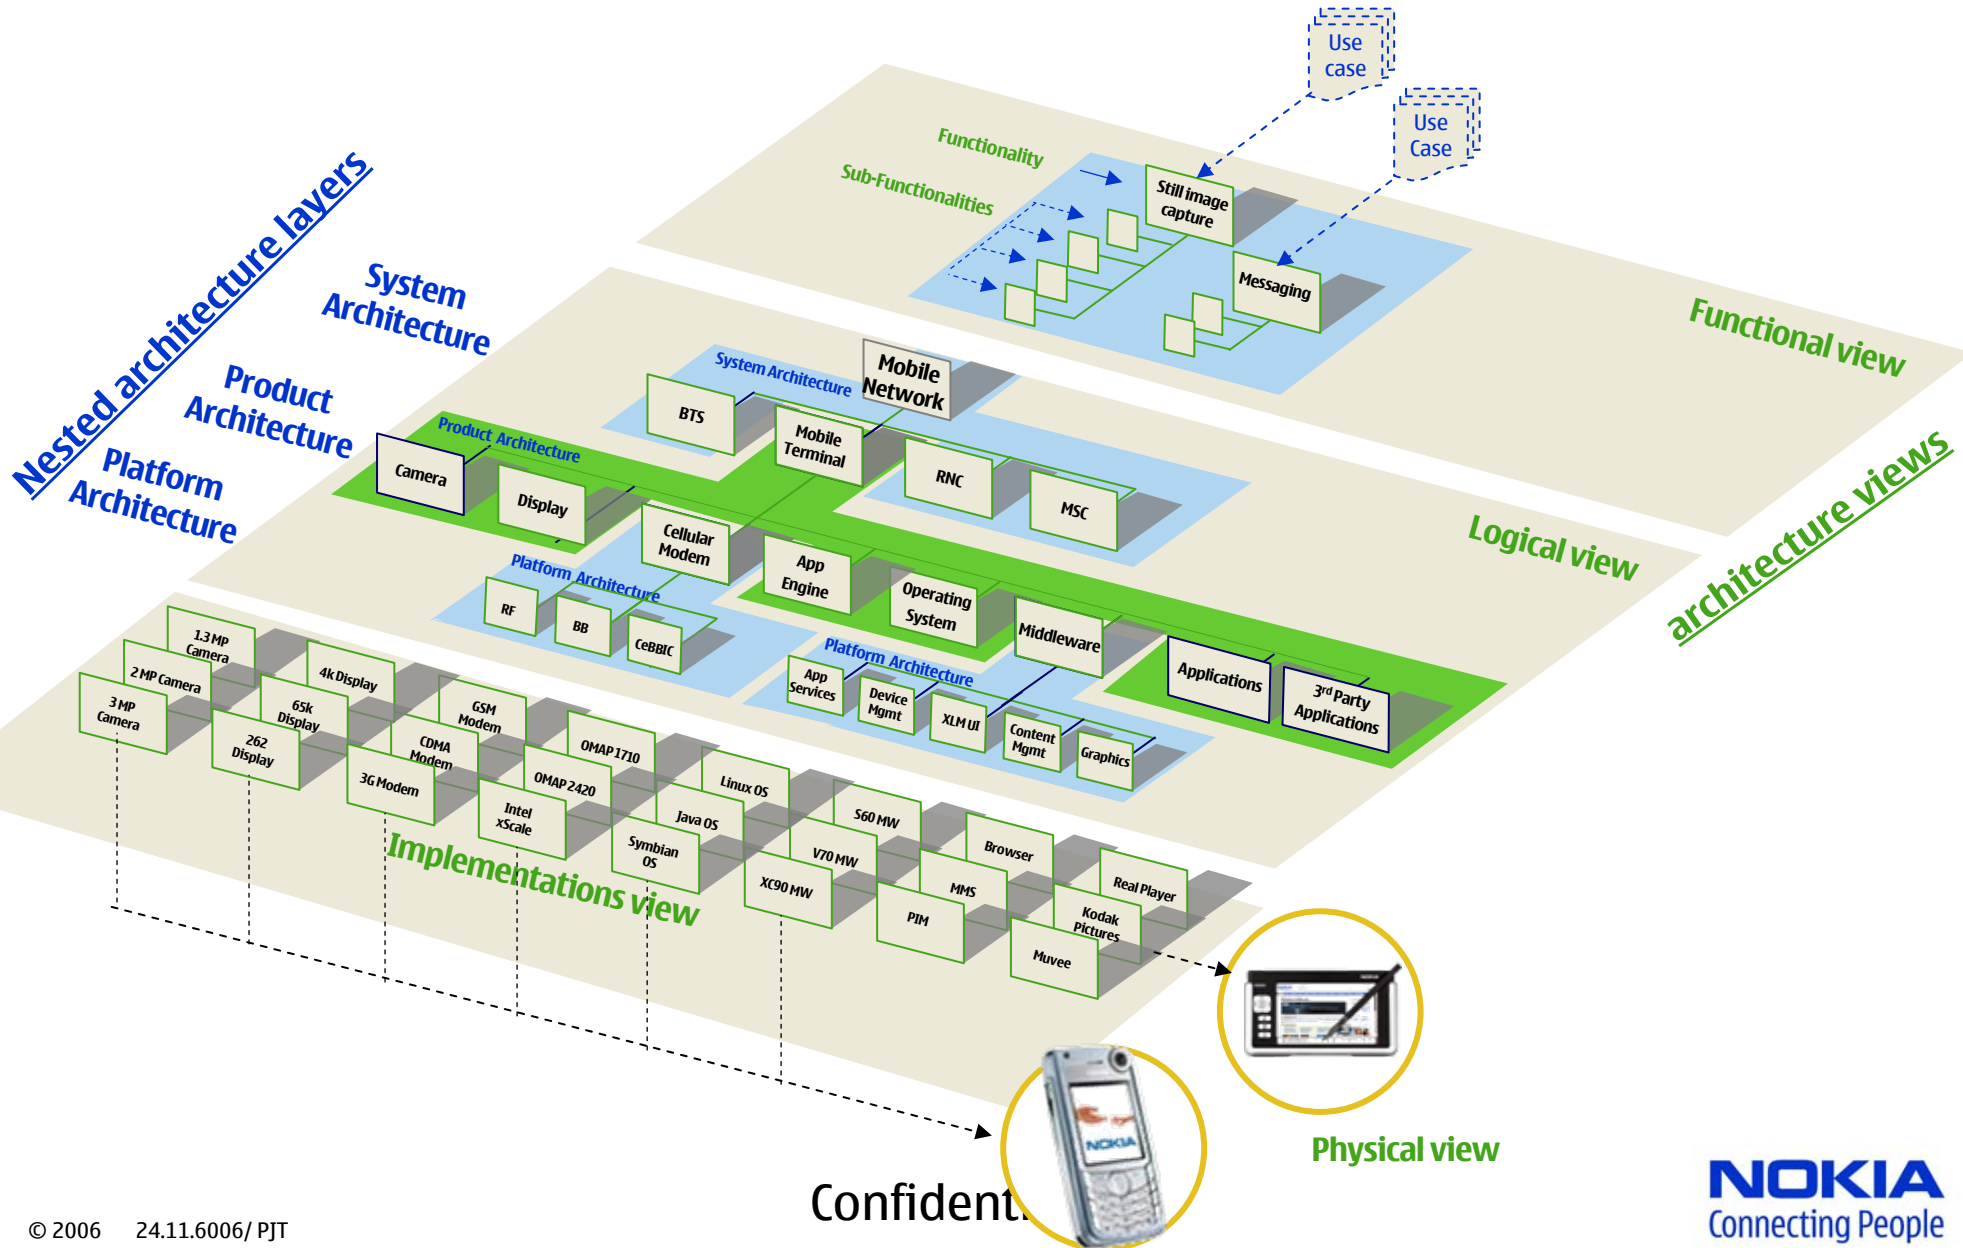 Use
case
Use
Case
Functionality
Sub-Functionalities
Still image
capture
Messaging
Functional view
Nested architecture layers
System
Architecture
Product
Architecture
Platform
Architecture
System Architecture
Mobile
Network
BTS
Mobile
Terminal
RNC
MSC
Product Architecture
Camera
Display
Cellular
Modem
App
Engine
Operating
System
Middleware
Applications
3rd Party
Applications
Logical view
architecture views
Platform Architecture
RF
BB
CeBBIC
Platform Architecture
App
Services
Device
Mgmt
XLM UI
Content
Mgmt
Graphics
1.3 MP
Camera
2 MP Camera
3 MP
Camera
4k Display
65k
Display
262
Display
GSM
Modem
CDMA
Modem
3G Modem
OMAP 1710
OMAP 2420
Intel
xScale
Linux OS
Java OS
Symbian
OS
S60 MW
V70 MW
XC90 MW
Browser
MMS
PIM
Real Player
Kodak
Pictures
Muvee
Implementations view
NOKIA
Physical view
Confidenti
© 2006 24.11.6006/ PJT
NOKIA
Connecting People